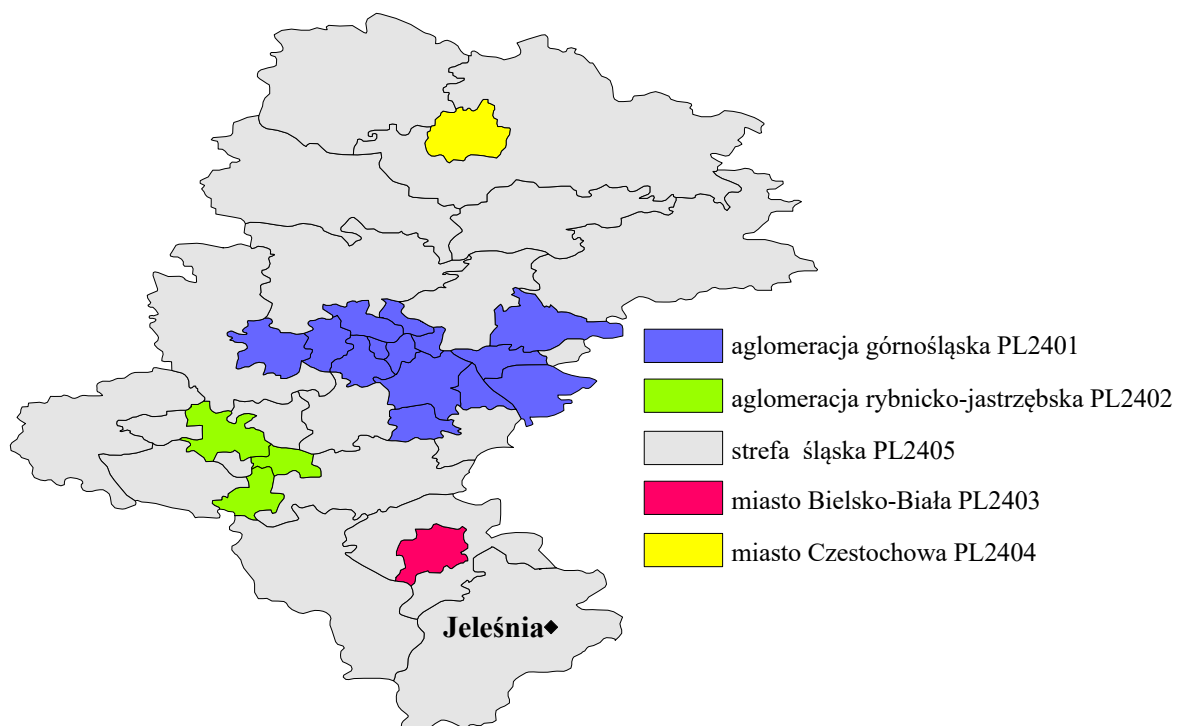 aglomeracja górnośląska PL2401
aglomeracja rybnicko-jastrzębska PL2402
strefa śląska PL2405
miasto Bielsko-Biała PL2403
miasto Czestochowa PL2404
Jeleśnia